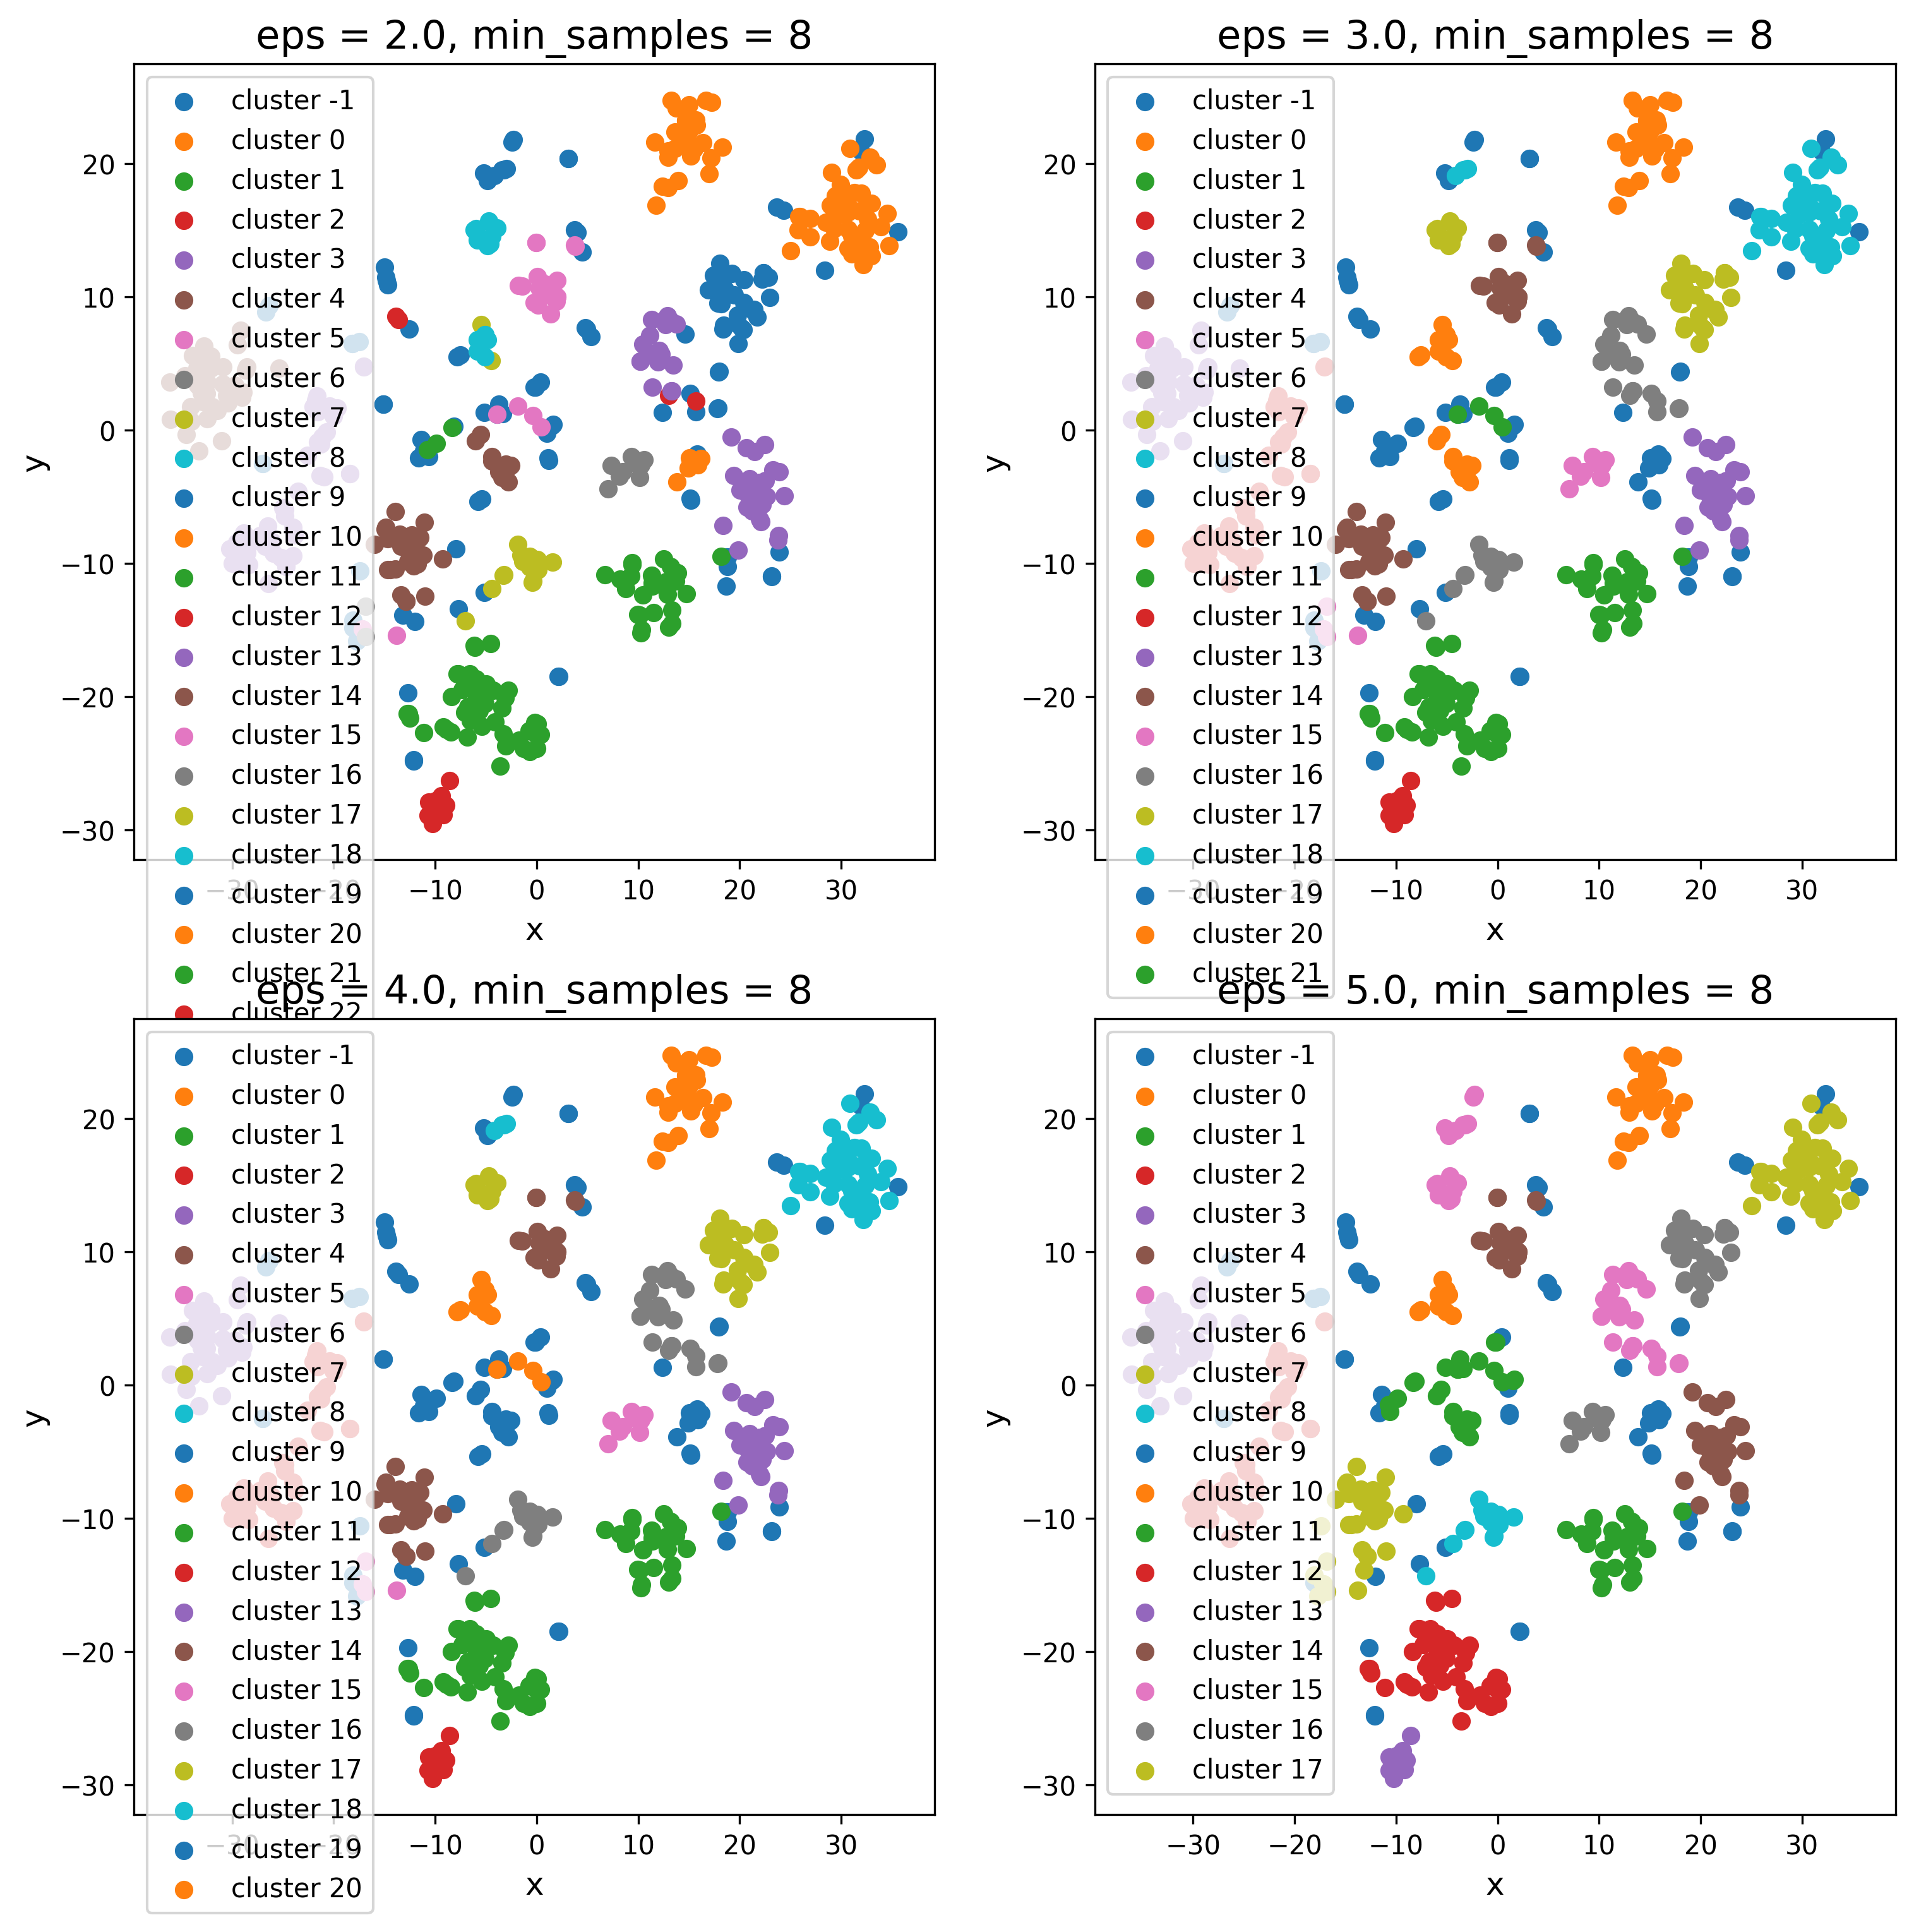 eps = 2.0, min_samples = 8
cluster -1
cluster 0
cluster 1
cluster 2
cluster 3
cluster 4
cluster 5
cluster 6
cluster 7
cluster 8
cluster 9
cluster 10
cluster 11
cluster 12
cluster 13
cluster 14
cluster 15
cluster 16
cluster 17
cluster 18
cluster 19
cluster 20
cluster 21
cluster 22
y
20
10
0
−10
−20
−30
−30 −20 −10 0 10 20 30
x
eps = 3.0, min_samples = 8
cluster -1
cluster 0
cluster 1
cluster 2
cluster 3
cluster 4
cluster 5
cluster 6
cluster 7
cluster 8
cluster 9
cluster 10
cluster 11
cluster 12
cluster 13
cluster 14
cluster 15
cluster 16
cluster 17
cluster 18
cluster 19
cluster 20
cluster 21
y
20
10
0
−10
−20
−30
−30 −20 −10 0 10 20 30
x
eps = 4.0, min_samples = 8
cluster -1
cluster 0
cluster 1
cluster 2
cluster 3
cluster 4
cluster 5
cluster 6
cluster 7
cluster 8
cluster 9
cluster 10
cluster 11
cluster 12
cluster 13
cluster 14
cluster 15
cluster 16
cluster 17
cluster 18
cluster 19
cluster 20
y
20
10
0
−10
−20
−30
−30 −20 −10 0 10 20 30
x
eps = 5.0, min_samples = 8
cluster -1
cluster 0
cluster 1
cluster 2
cluster 3
cluster 4
cluster 5
cluster 6
cluster 7
cluster 8
cluster 9
cluster 10
cluster 11
cluster 12
cluster 13
cluster 14
cluster 15
cluster 16
cluster 17
y
20
10
0
−10
−20
−30
−30 −20 −10 0 10 20 30
x